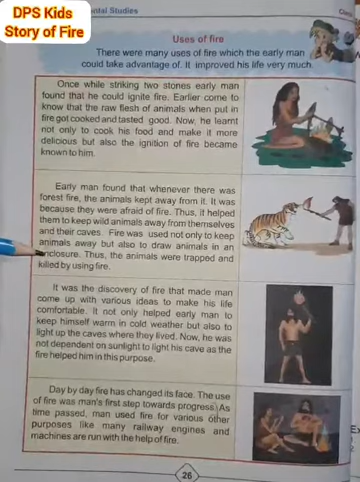 DPS Kids
Story of Fire
ntal Studies
Uses of fire
There were many uses of fire which the early man
could take advantage of. It improved his life very much.
Once while striking two stones early man
found that he could ignite fire. Earlier come to
know that the raw flesh of animals when put in
fire got cooked and tasted good. Now, he learnt
not only to cook his food and make it more
delicious but also the ignition of fire became
known to him.
Early man found that whenever there was
forest fire, the animals kept away from it. It was
because they were afraid of fire. Thus, it helped
them to keep wild animals away from themselves
and their caves. Fire was used not only to keep
animals away but also to draw animals in an
enclosure. Thus, the animals were trapped and
killed by using fire.
It was the discovery of fire that made man
come up with various ideas to make his life
comfortable. It not only helped early man to
keep himself warm in cold weather but also to
light up the caves where they lived. Now, he was
not dependent on sunlight to light his cave as the
fire helped him in this purpose.
Day by day fire has changed its face. The use
of fire was man's first step towards progress. As
time passed, man used fire for various other
purposes like many railway engines and
machines are run with the help of fire.
26